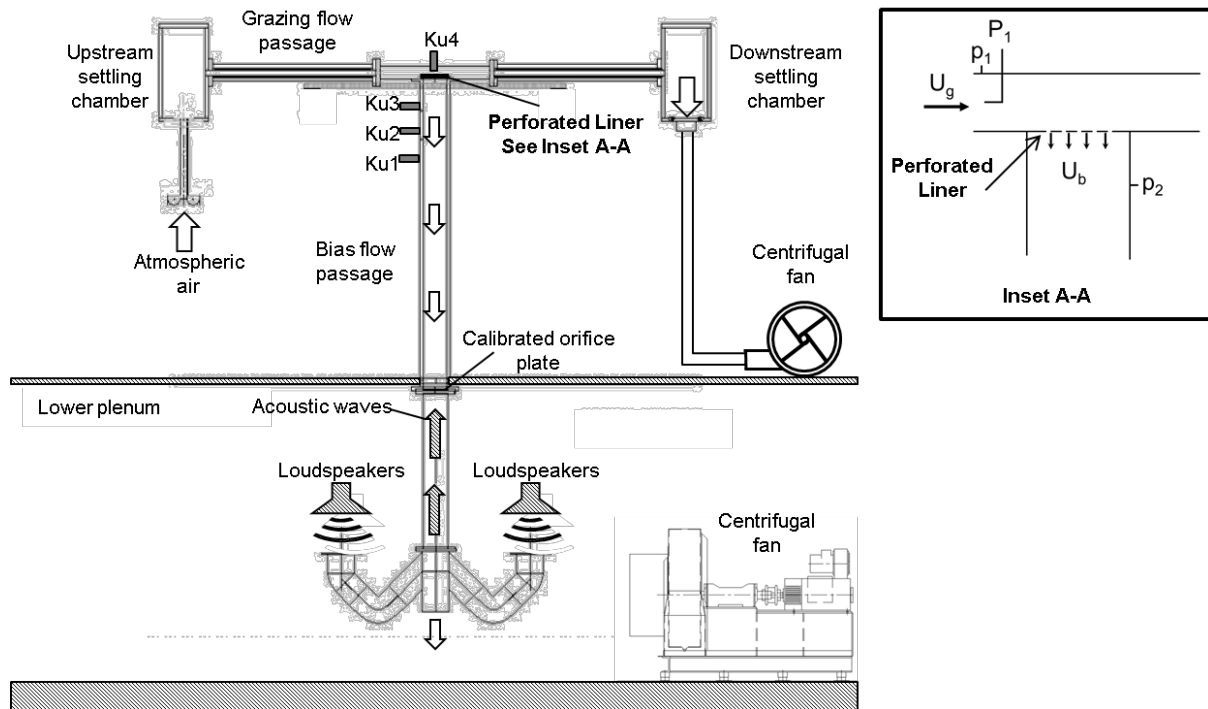 Grazing flow
passage
Ku4
Upstream
settling
chamber
Downstream
settling
chamber
Ku3
Ku2
Ku1
Perforated Liner
See Inset A-A
Atmospheric
air
Bias flow
passage
Centrifugal
fan
Calibrated orifice
plate
Lower plenum
Acoustic waves
Loudspeakers
Loudspeakers
Centrifugal
fan
P₁
p₁
U₉
Perforated
Liner
U_b
p₂
Inset A-A